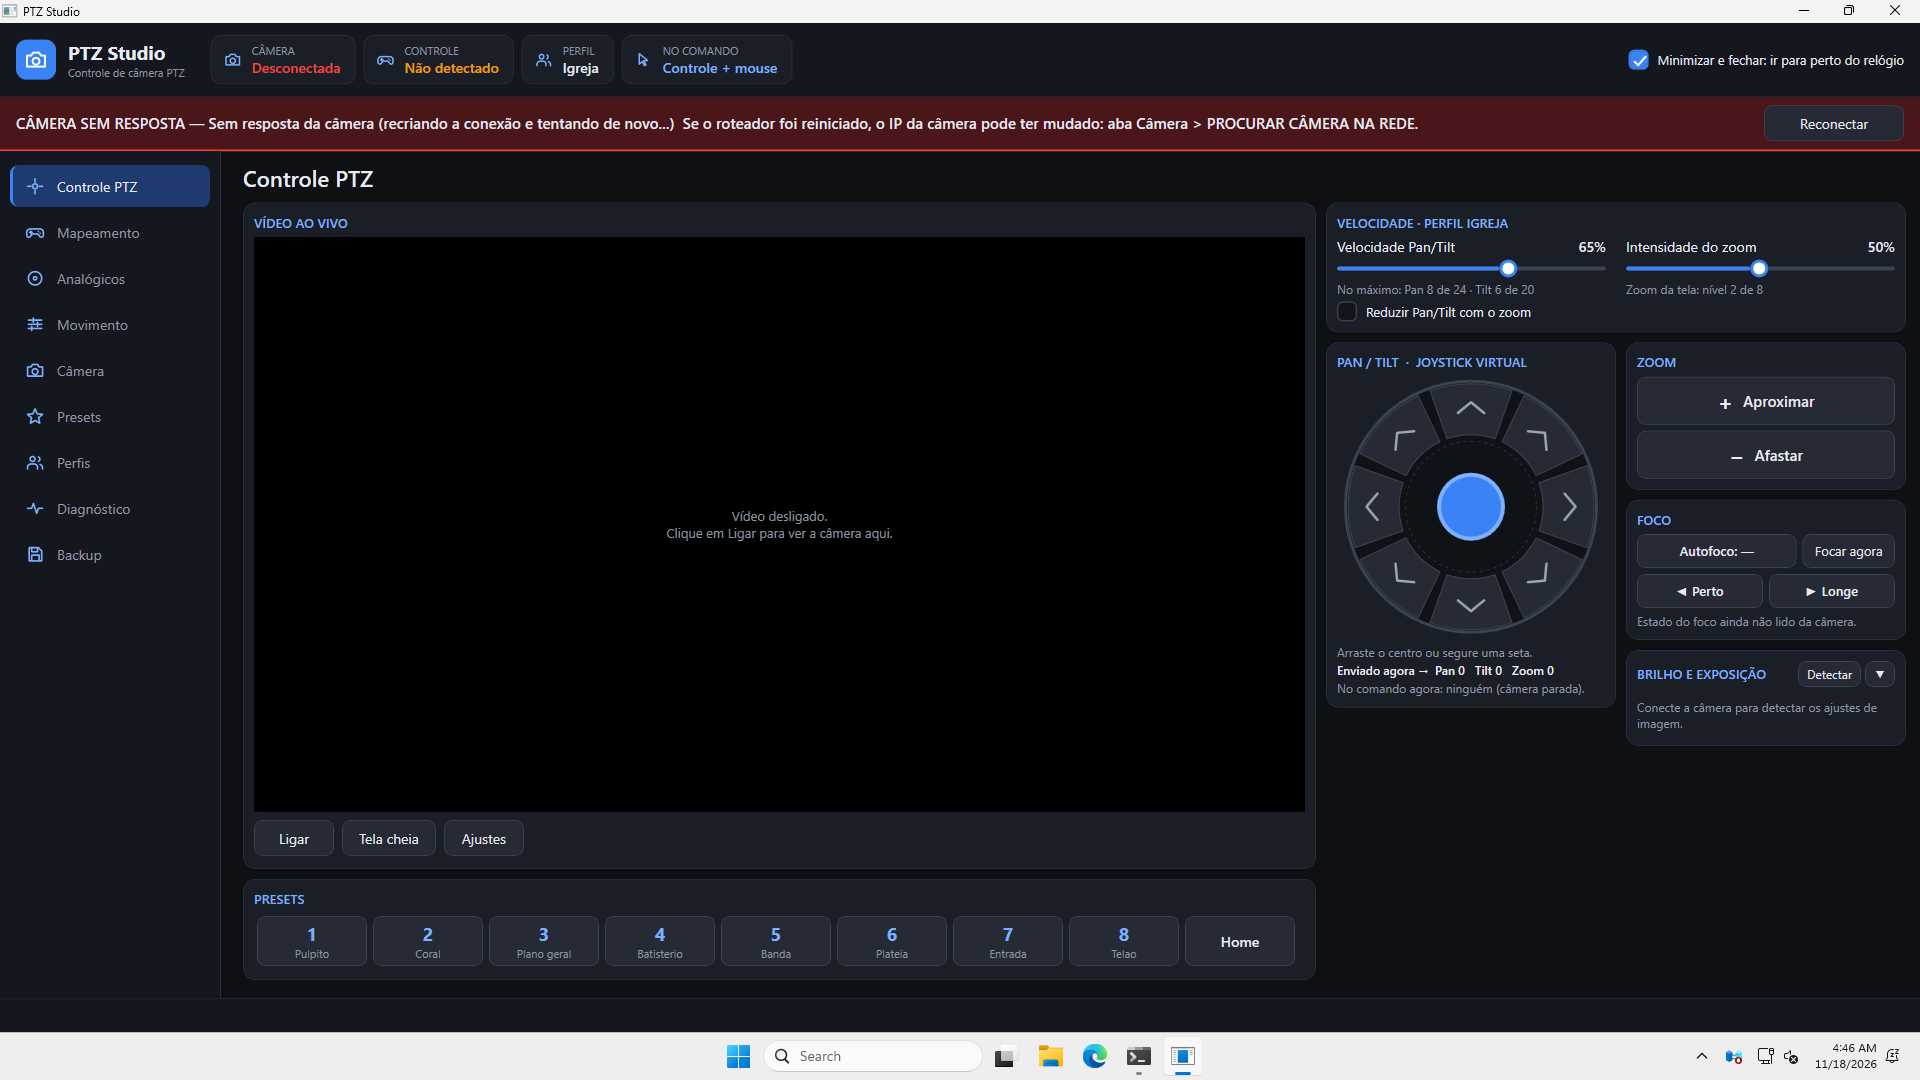 PTZ Studio
PTZ Studio
Controle de câmera PTZ
CÂMERA
Desconectada
CONTROLE
Não detectado
PERFIL
Igreja
NO COMANDO
Controle + mouse
Minimizar e fechar: ir para perto do relógio
CÂMERA SEM RESPOSTA — Sem resposta da câmera (recriando a conexão e tentando de novo...)  Se o roteador foi reiniciado, o IP da câmera pode ter mudado: aba Câmera > PROCURAR CÂMERA NA REDE.
Reconectar
Controle PTZ
Mapeamento
Analógicos
Movimento
Câmera
Presets
Perfis
Diagnóstico
Backup
Controle PTZ
VÍDEO AO VIVO
Vídeo desligado.
Clique em Ligar para ver a câmera aqui.
Ligar
Tela cheia
Ajustes
PRESETS
1
Pulpito
2
Coral
3
Plano geral
4
Batisterio
5
Banda
6
Plateia
7
Entrada
8
Telao
Home
VELOCIDADE · PERFIL IGREJA
Velocidade Pan/Tilt 65%
No máximo: Pan 8 de 24 · Tilt 6 de 20
Reduzir Pan/Tilt com o zoom
Intensidade do zoom 50%
Zoom da tela: nível 2 de 8
PAN / TILT · JOYSTICK VIRTUAL
Arraste o centro ou segure uma seta.
Enviado agora → Pan 0 Tilt 0 Zoom 0
No comando agora: ninguém (câmera parada).
ZOOM
+ Aproximar
− Afastar
FOCO
Autofoco: —
Focar agora
◄ Perto
► Longe
Estado do foco ainda não lido da câmera.
BRILHO E EXPOSIÇÃO
Detectar
▼
Conecte a câmera para detectar os ajustes de
imagem.
Search
4:46 AM
11/18/2026